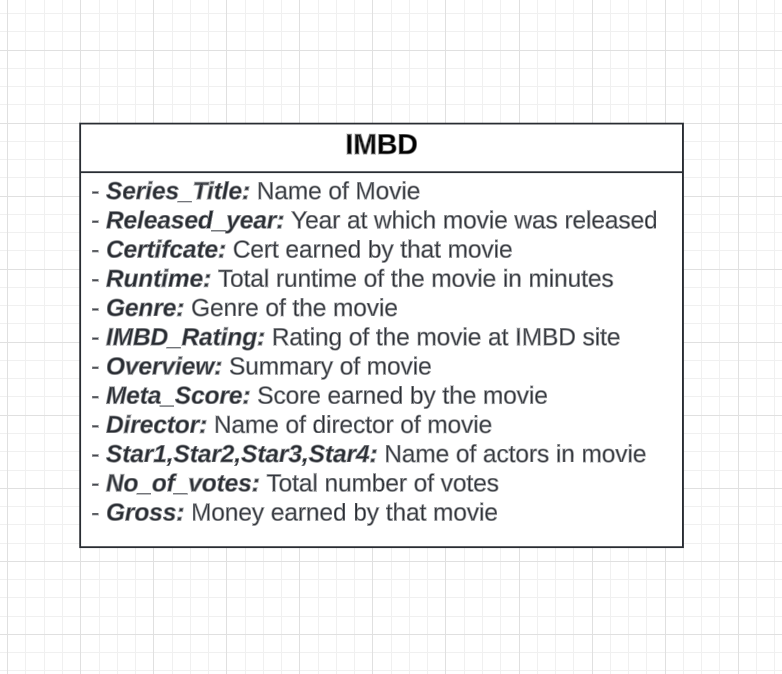 IMBD
- Series_Title: Name of Movie
- Released_year: Year at which movie was released
- Certifcate: Cert earned by that movie
- Runtime: Total runtime of the movie in minutes
- Genre: Genre of the movie
- IMBD_Rating: Rating of the movie at IMBD site
- Overview: Summary of movie
- Meta_Score: Score earned by the movie
- Director: Name of director of movie
- Star1,Star2,Star3,Star4: Name of actors in movie
- No_of_votes: Total number of votes
- Gross: Money earned by that movie